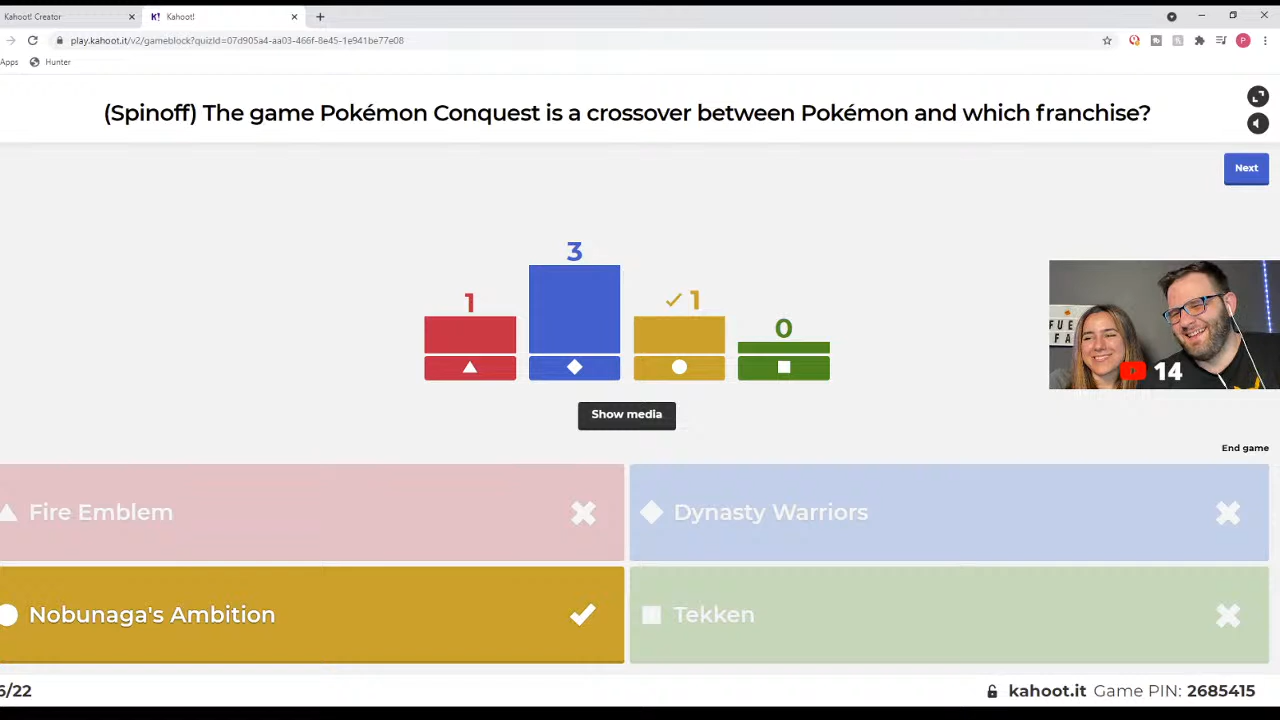 Kahoot! Creator
K! Kahoot!
play.kahoot.it/v2/gameblock?quizId=07d905a4-aa03-466f-8e45-1e941be77e08
P
Apps
Hunter
(Spinoff) The game Pokémon Conquest is a crossover between Pokémon and which franchise?
Next
3
1
1
0
FUE
FA
14
Show media
End game
Fire Emblem
Dynasty Warriors
Nobunaga's Ambition
Tekken
6/22
kahoot.it Game PIN: 2685415